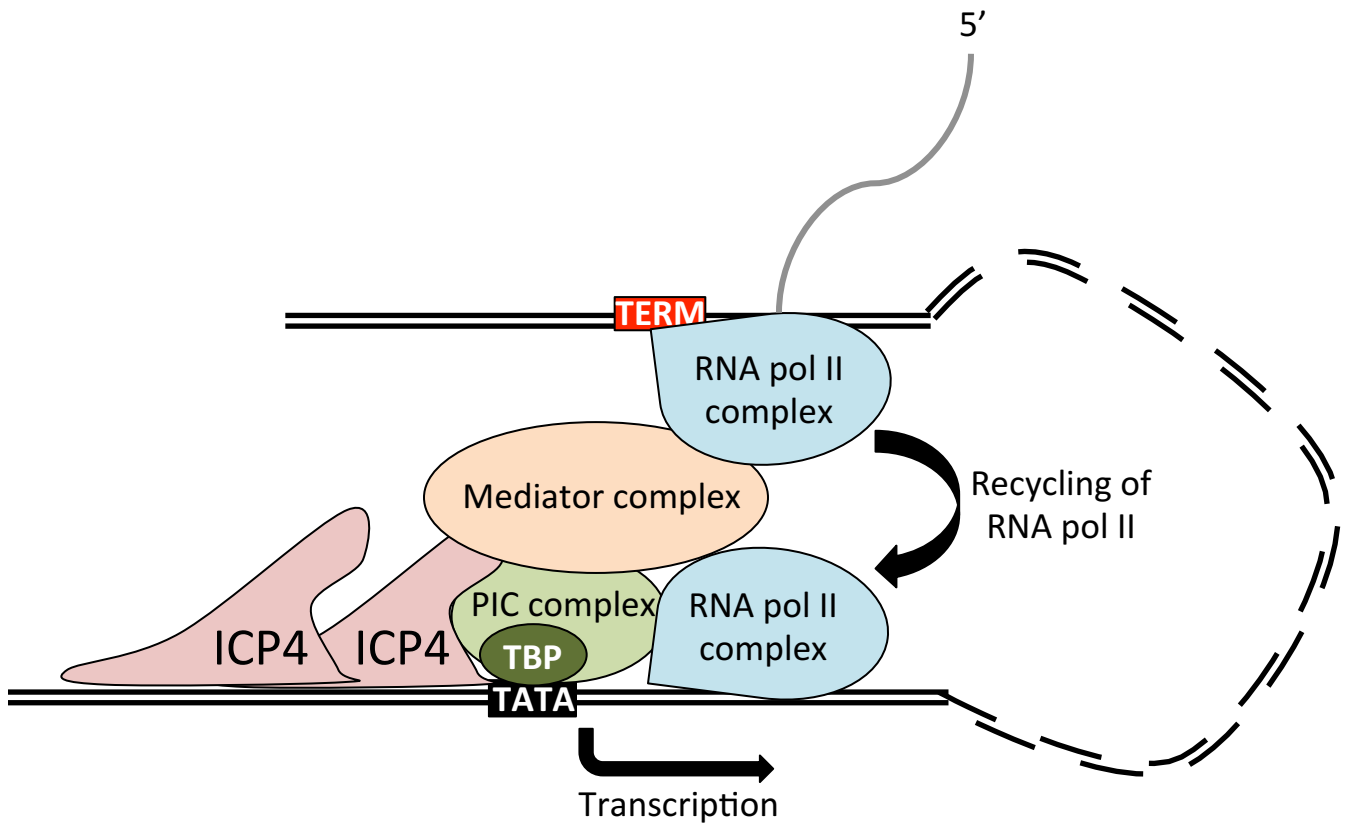 5’
TERM
RNA pol II
complex
Mediator complex
Recycling of
RNA pol II
ICP4
ICP4
PIC complex
TBP
TATA
RNA pol II
complex
Transcription